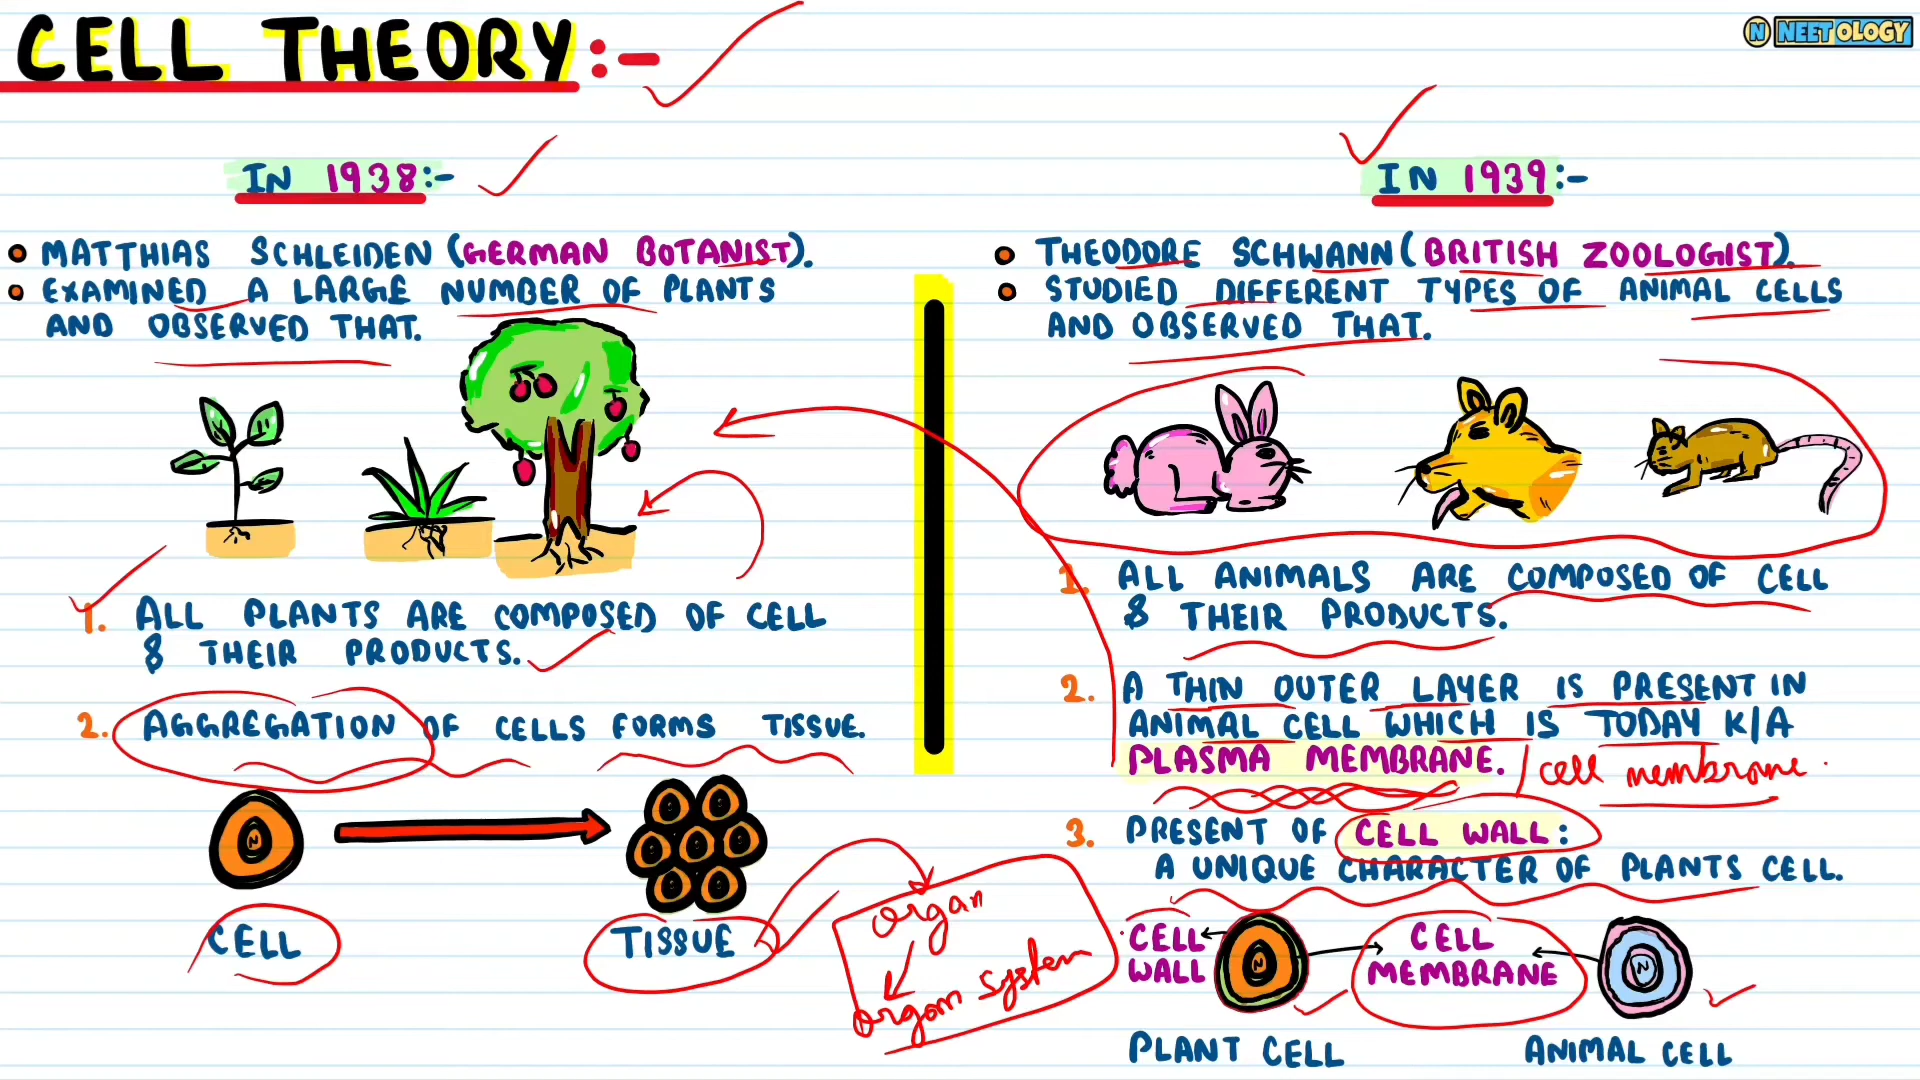 CELL THEORY:-
N NEETOLOGY
IN 1938:-
MATTHIAS SCHLEIDEN (GERMAN BOTANIST).
EXAMINED A LARGE NUMBER OF PLANTS
AND OBSERVED THAT.
1. ALL PLANTS ARE COMPOSED OF CELL
& THEIR PRODUCTS.
2. AGGREGATION OF CELLS FORMS TISSUE.
N
CELL
TISSUE
organ
organ system
IN 1939:-
THEODORE SCHWANN (BRITISH ZOOLOGIST).
STUDIED DIFFERENT TYPES OF ANIMAL CELLS
AND OBSERVED THAT.
1. ALL ANIMALS ARE COMPOSED OF CELL
& THEIR PRODUCTS.
2. A THIN OUTER LAYER IS PRESENT IN
ANIMAL CELL WHICH IS TODAY K/A
PLASMA MEMBRANE. / cell membrane.
3. PRESENT OF CELL WALL:
A UNIQUE CHARACTER OF PLANTS CELL.
CELL
WALL
N
CELL
MEMBRANE
N
PLANT CELL
ANIMAL CELL